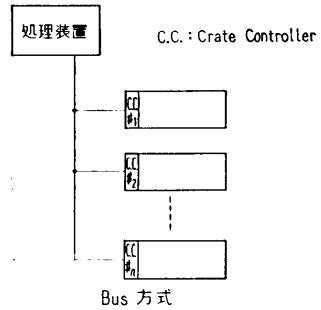 処理装置
C.C.：Crate Controller
CC
#1
CC
#2
CC
#n
Bus 方式